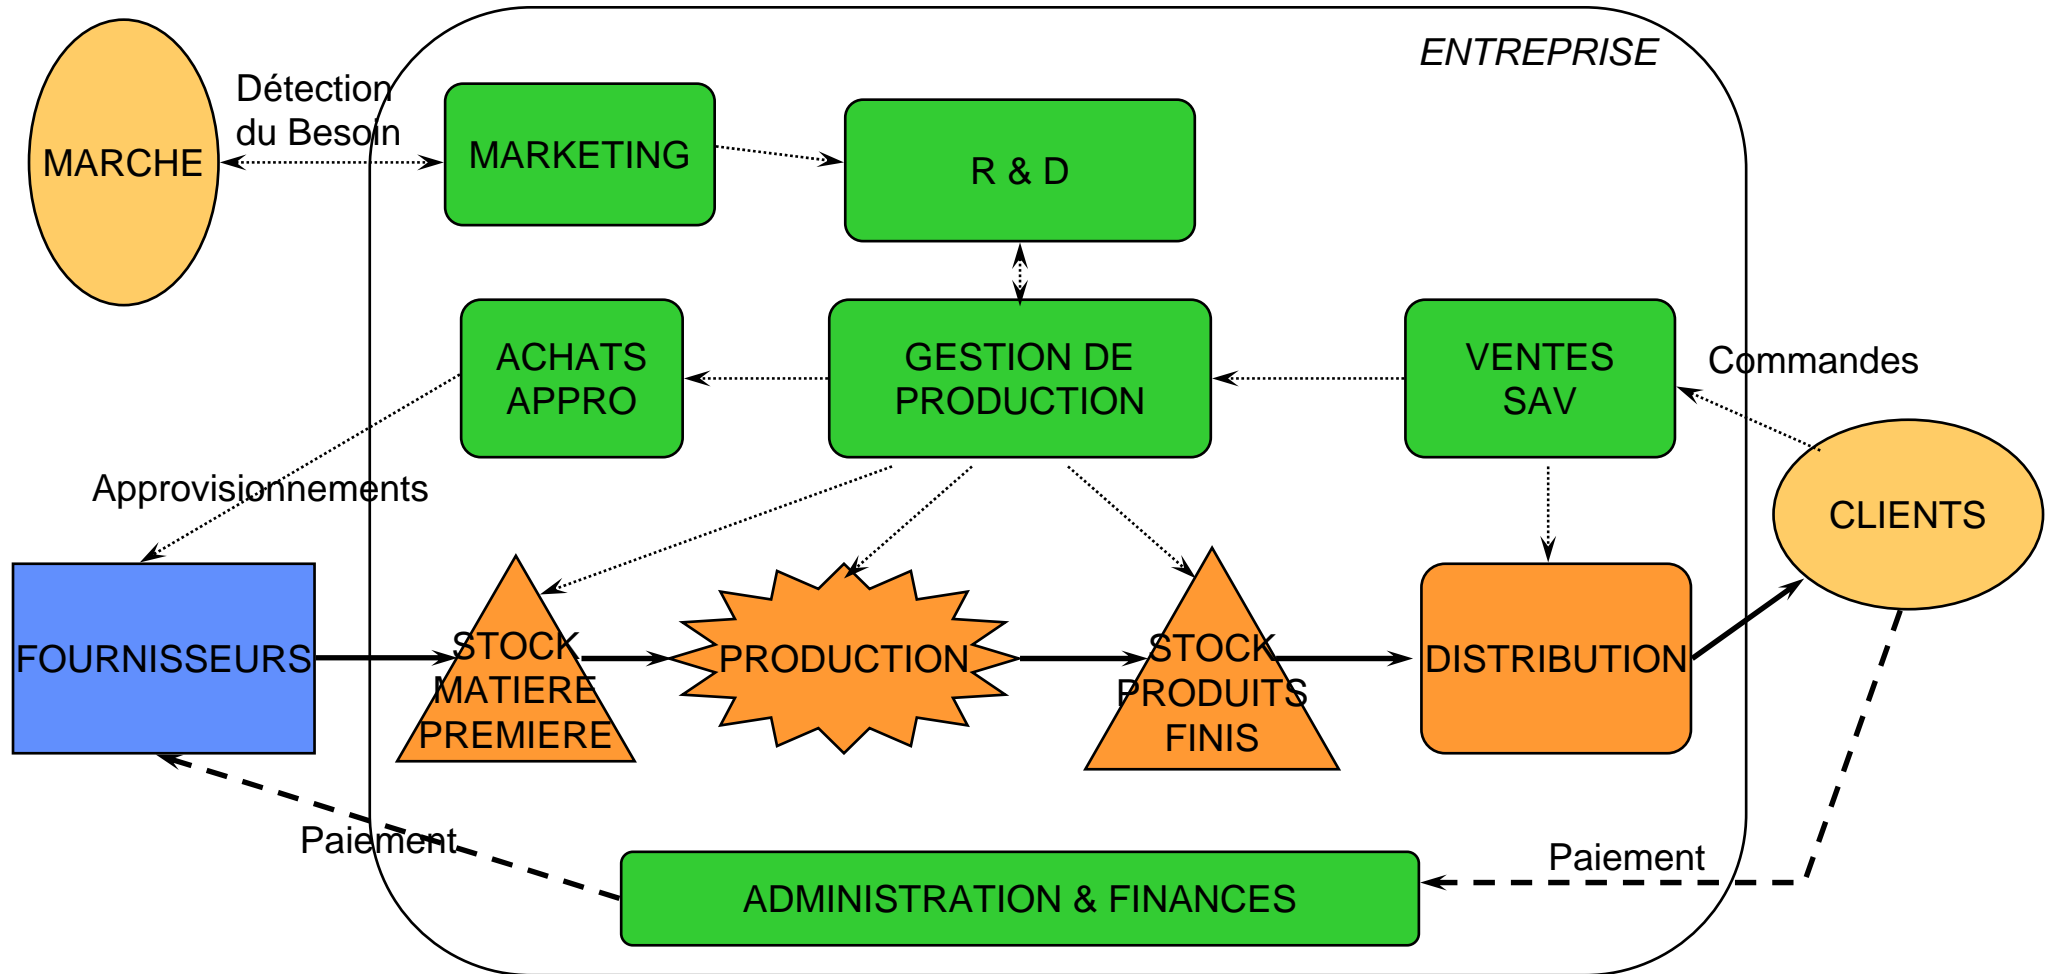 ENTREPRISE
Détection
du Besoin
MARCHE
MARKETING
R & D
ACHATS
APPRO
GESTION DE
PRODUCTION
VENTES
SAV
Commandes
Approvisionnements
CLIENTS
FOURNISSEURS
STOCK
MATIERE
PREMIERE
PRODUCTION
STOCK
PRODUITS
FINIS
DISTRIBUTION
Paiement
Paiement
ADMINISTRATION & FINANCES